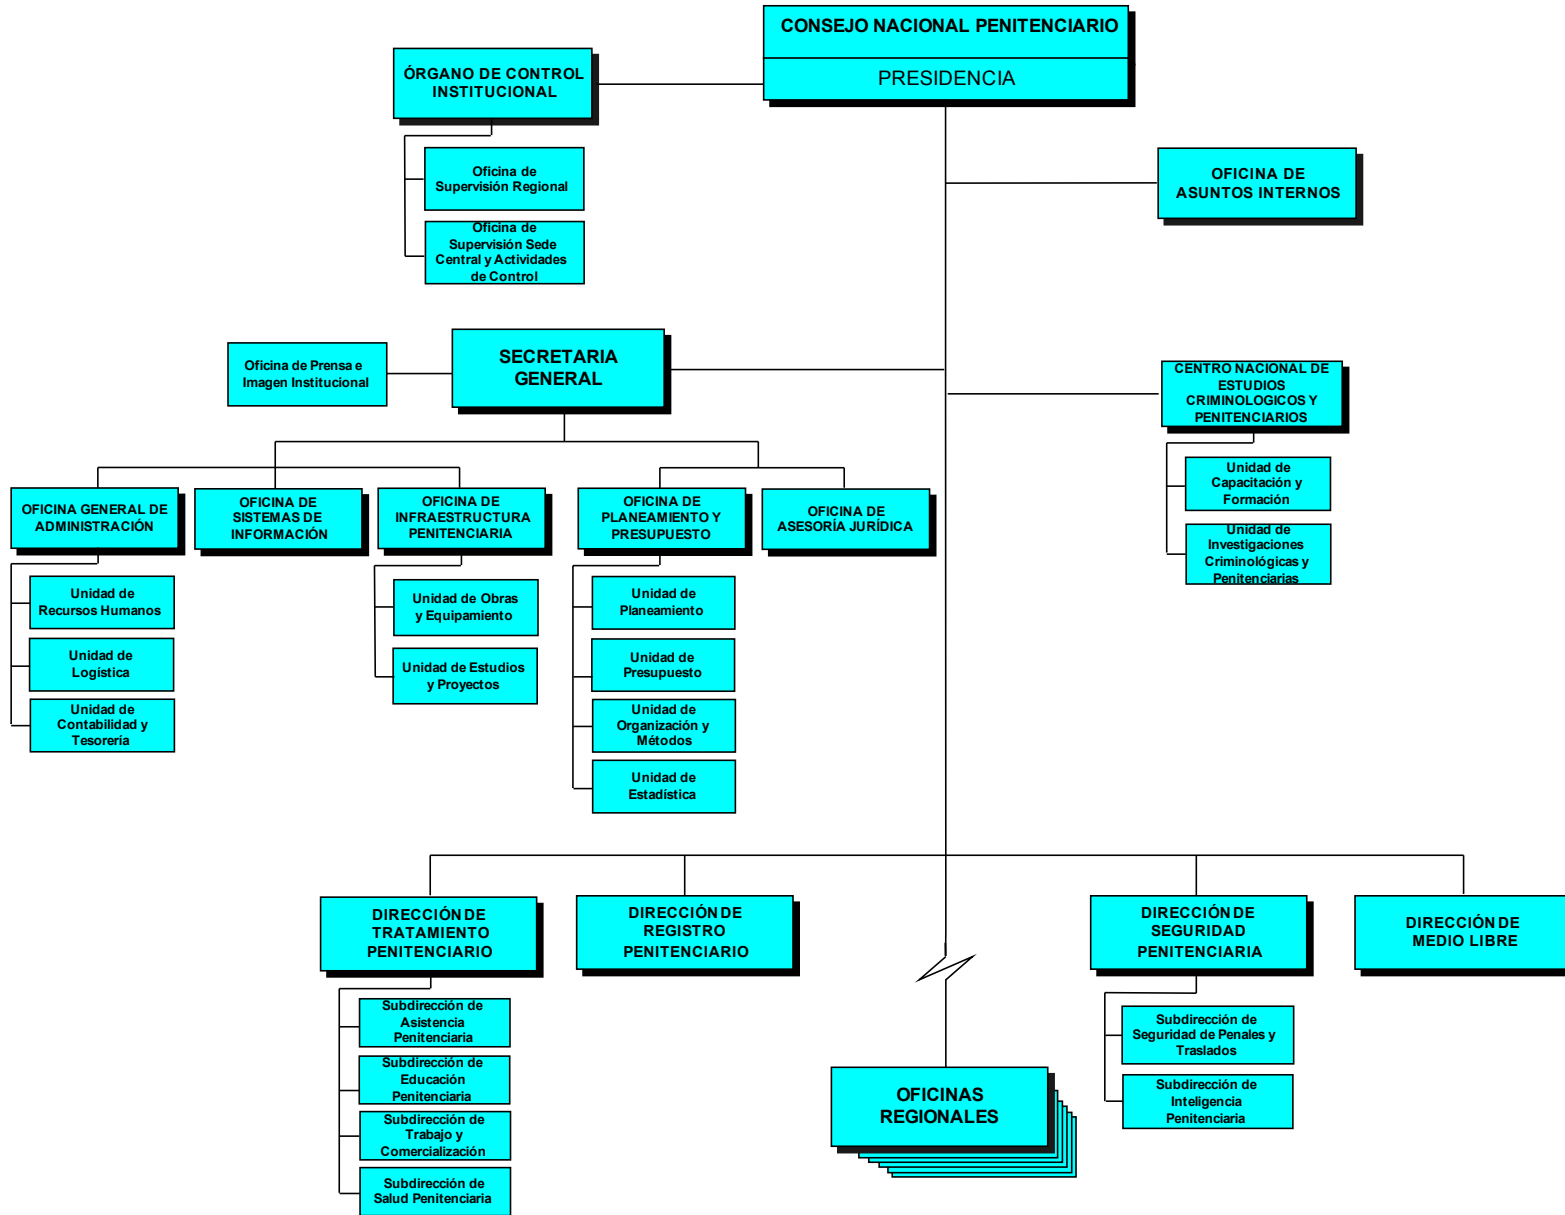 CONSEJO NACIONAL PENITENCIARIO
PRESIDENCIA
ÓRGANO DE CONTROL
INSTITUCIONAL
Oficina de
Supervisión Regional
Oficina de
Supervisión Sede
Central y Actividades
de Control
OFICINA DE
ASUNTOS INTERNOS
Oficina de Prensa e
Imagen Institucional
SECRETARIA
GENERAL
CENTRO NACIONAL DE
ESTUDIOS
CRIMINOLOGICOS Y
PENITENCIARIOS
Unidad de
Capacitación y
Formación
Unidad de
Investigaciones
Criminológicas y
Penitenciarias
OFICINA GENERAL DE
ADMINISTRACIÓN
OFICINA DE
SISTEMAS DE
INFORMACIÓN
OFICINA DE
INFRAESTRUCTURA
PENITENCIARIA
OFICINA DE
PLANEAMIENTO Y
PRESUPUESTO
OFICINA DE
ASESORÍA JURÍDICA
Unidad de
Recursos Humanos
Unidad de
Logística
Unidad de
Contabilidad y
Tesorería
Unidad de Obras
y Equipamiento
Unidad de Estudios
y Proyectos
Unidad de
Planeamiento
Unidad de
Presupuesto
Unidad de
Organización y
Métodos
Unidad de
Estadística
DIRECCIÓN DE
TRATAMIENTO
PENITENCIARIO
DIRECCIÓN DE
REGISTRO
PENITENCIARIO
DIRECCIÓN DE
SEGURIDAD
PENITENCIARIA
DIRECCIÓN DE
MEDIO LIBRE
Subdirección de
Asistencia
Penitenciaria
Subdirección de
Educación
Penitenciaria
Subdirección de
Trabajo y
Comercialización
Subdirección de
Salud Penitenciaria
OFICINAS
REGIONALES
Subdirección de
Seguridad de Penales y
Traslados
Subdirección de
Inteligencia
Penitenciaria